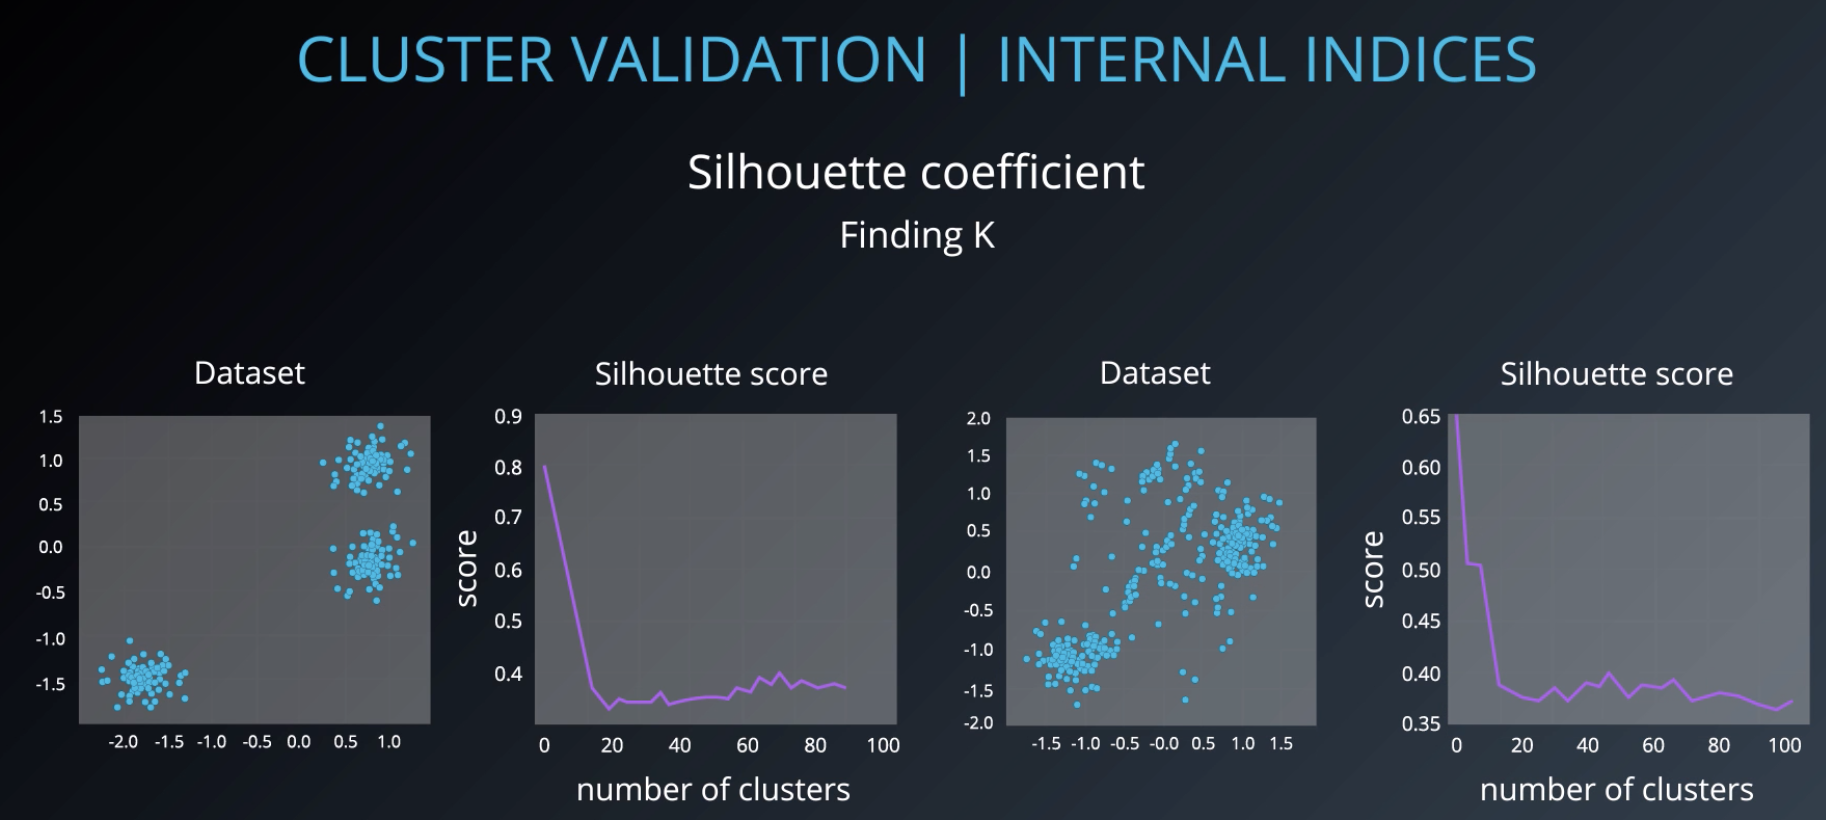 CLUSTER VALIDATION | INTERNAL INDICES
Silhouette coefficient
Finding K
Dataset
1.5
1.0
0.5
0.0
-0.5
-1.0
-1.5
-2.0 -1.5 -1.0 -0.5 0.0 0.5 1.0
Silhouette score
score
0.9
0.8
0.7
0.6
0.5
0.4
0 20 40 60 80 100
number of clusters
Dataset
2.0
1.5
1.0
0.5
0.0
-0.5
-1.0
-1.5
-2.0
-1.5 -1.0 -0.5 -0.0 0.5 1.0 1.5
Silhouette score
score
0.65
0.60
0.55
0.50
0.45
0.40
0.35
0 20 40 60 80 100
number of clusters